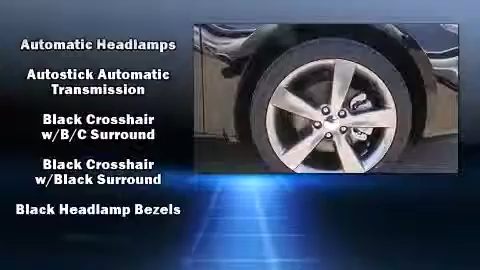 Automatic Headlamps
Autostick Automatic
Transmission
Black Crosshair
w/B/C Surround
Black Crosshair
w/Black Surround
Black Headlamp Bezels